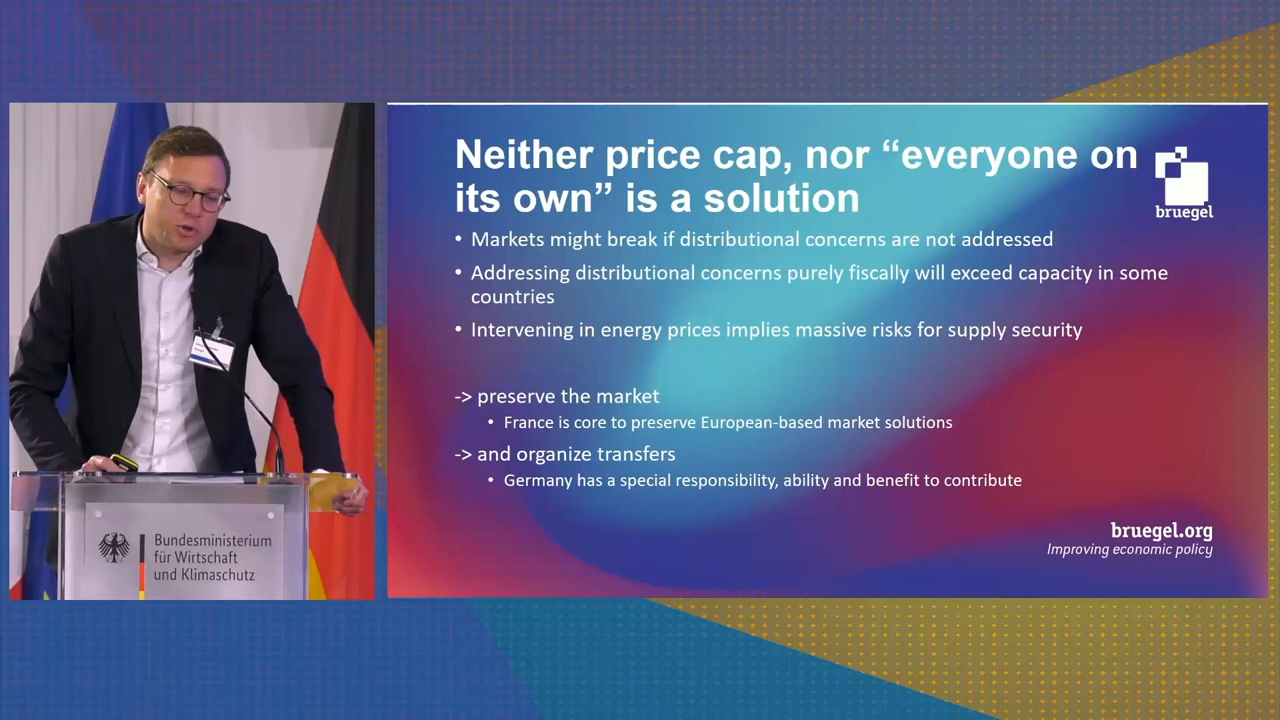 Neither price cap, nor “everyone on
its own” is a solution
bruegel
• Markets might break if distributional concerns are not addressed
• Addressing distributional concerns purely fiscally will exceed capacity in some
countries
• Intervening in energy prices implies massive risks for supply security
-> preserve the market
• France is core to preserve European-based market solutions
-> and organize transfers
• Germany has a special responsibility, ability and benefit to contribute
bruegel.org
Improving economic policy
Bundesministerium
für Wirtschaft
und Klimaschutz